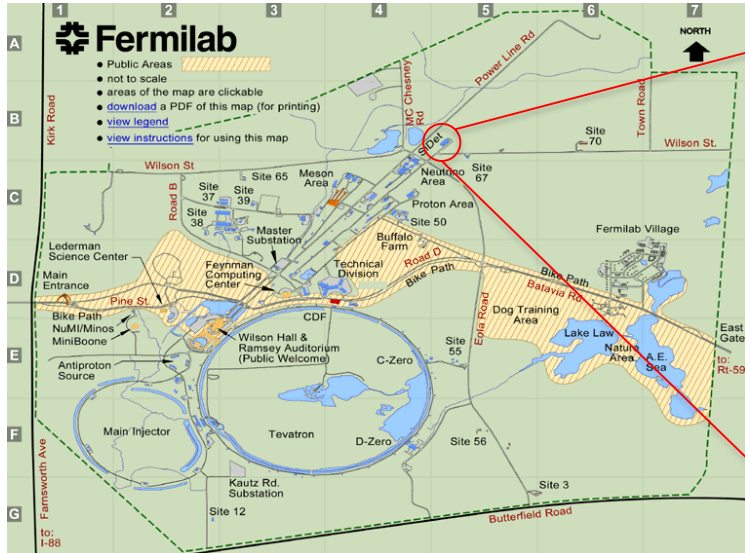 1 2 3 4 5 6 7
A
B
C
D
E
F
G
Fermilab
• Public Areas
• not to scale
• areas of the map are clickable
• download a PDF of this map (for printing)
• view legend
• view instructions for using this map
NORTH
Kirk Road
MC Chesney Rd
Power Line Rd
Town Road
Site 70
Wilson St.
SiDet
Wilson St
Site 65
Meson Area
Neutrino Area
Site 67
Road B
Site 37
Site 39
Site 38
Proton Area
Site 50
Master Substation
Buffalo Farm
Fermilab Village
Lederman Science Center
Feynman Computing Center
Technical Division
Road D
Bike Path
Main Entrance
Pine St.
Bike Path
Batavia Rd
Bike Path
NuMI/Minos
MiniBoone
CDF
Eola Road
Dog Training Area
East Gate
Wilson Hall &
Ramsey Auditorium
(Public Welcome)
Lake Law
Nature Area
A.E. Sea
to: Rt-59
Antiproton Source
C-Zero
Site 55
Main Injector
Tevatron
D-Zero
Site 56
Farnsworth Ave
Kautz Rd. Substation
Site 3
Site 12
Butterfield Road
to: I-88